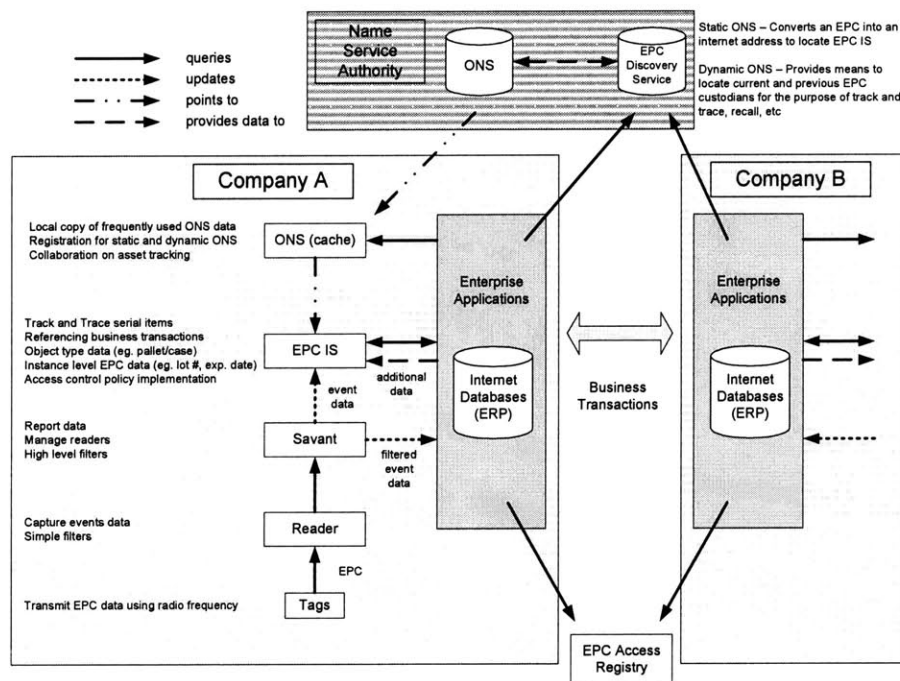 queries
updates
points to
provides data to
Name
Service
Authority
ONS
EPC
Discovery
Service
Static ONS – Converts an EPC into an
internet address to locate EPC IS
Dynamic ONS – Provides means to
locate current and previous EPC
custodians for the purpose of track and
trace, recall, etc
Company A
Local copy of frequently used ONS data
Registration for static and dynamic ONS
Collaboration on asset tracking
ONS (cache)
Track and Trace serial items
Referencing business transactions
Object type data (eg. pallet/case)
Instance level EPC data (eg. lot #, exp. date)
Access control policy implementation
EPC IS
event
data
additional
data
Report data
Manage readers
High level filters
Savant
filtered
event
data
Capture events data
Simple filters
Reader
EPC
Transmit EPC data using radio frequency
Tags
Enterprise
Applications
Internet
Databases
(ERP)
Business
Transactions
Company B
Enterprise
Applications
Internet
Databases
(ERP)
EPC Access
Registry